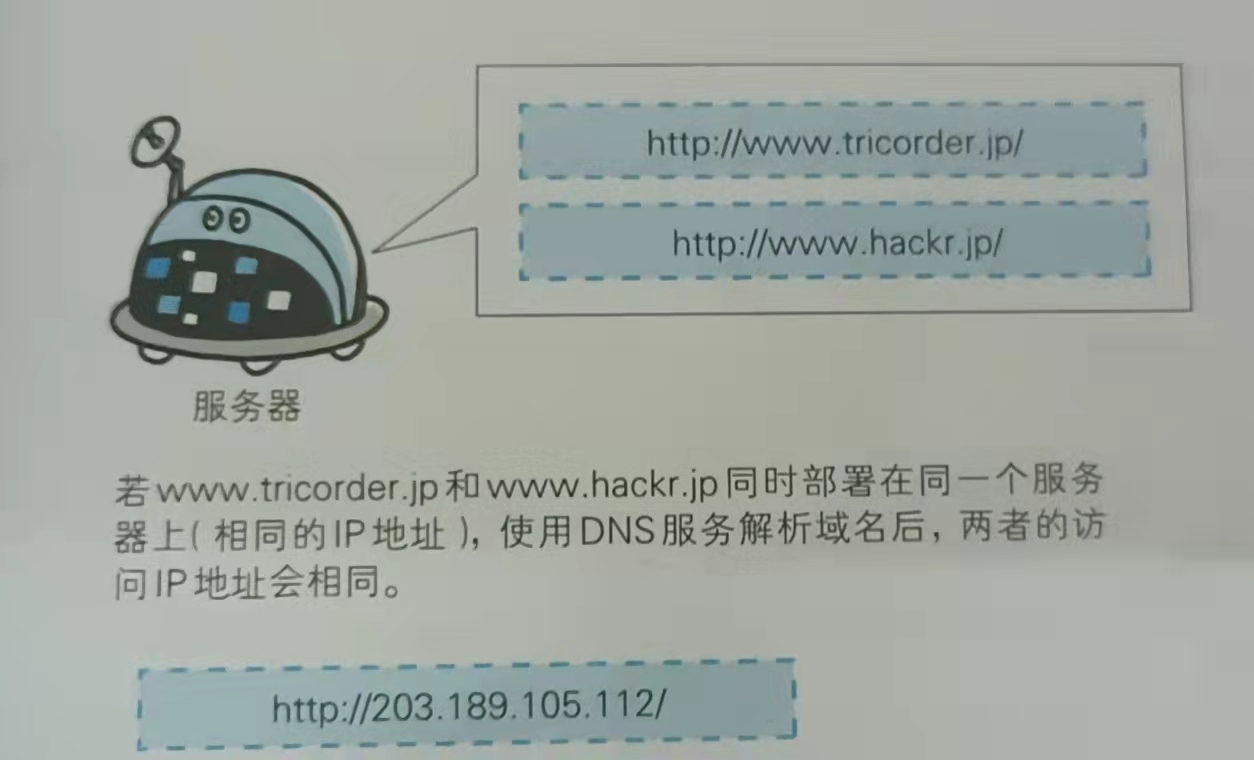 http://www.tricorder.jp/
http://www.hackr.jp/
服务器
若www.tricorder.jp和www.hackr.jp同时部署在同一个服务
器上(相同的IP地址),使用DNS服务解析域名后,两者的访
问IP地址会相同。
http://203.189.105.112/